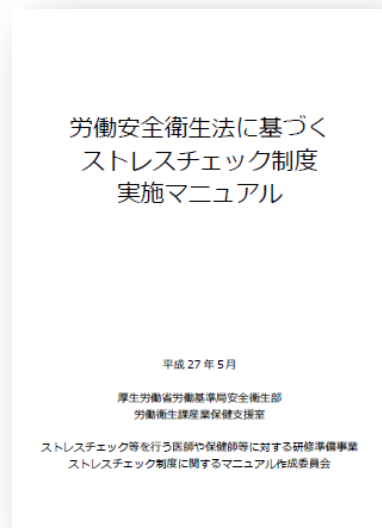 労働安全衛生法に基づく
ストレスチェック制度
実施マニュアル
平成 27 年 5月
厚生労働省労働基準局安全衛生部
労働衛生課産業保健支援室
ストレスチェック等を行う医師や保健師等に対する研修準備事業
ストレスチェック制度に関するマニュアル作成委員会